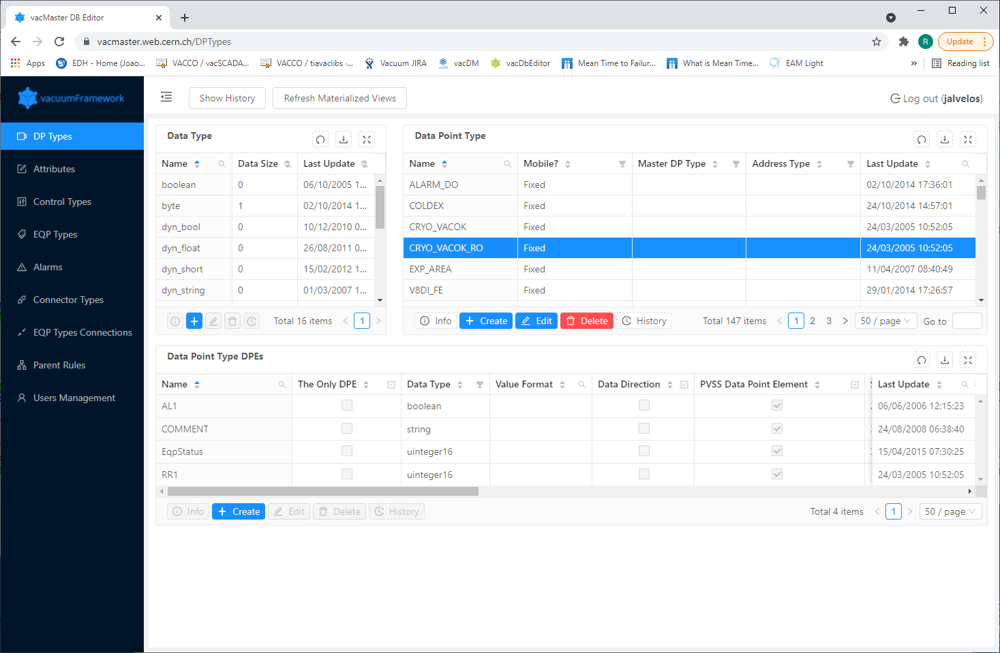 vacMaster DB Editor
vacmaster.web.cern.ch/DPTypes
R
Update
Apps EDH - Home (Joao... VACCO / vacSCADA... VACCO / tiavaclibs ·... Vacuum JIRA vacDM vacDbEditor Mean Time to Failur... What is Mean Time... EAM Light » Reading list
vacuumFramework
Show History Refresh Materialized Views Log out (jalvelos)
DP Types
Attributes
Control Types
EQP Types
Alarms
Connector Types
EQP Types Connections
Parent Rules
Users Management
Data Type
Name Data Size Last Update
boolean 0 06/10/2005 1...
byte 1 02/10/2014 1...
dyn_bool 0 10/12/2010 0...
dyn_float 0 26/08/2011 0...
dyn_short 0 15/02/2012 1...
dyn_string 0 01/03/2007 1...
Total 16 items 1
Data Point Type
Name Mobile? Master DP Type Address Type Last Update
ALARM_DO Fixed 02/10/2014 17:36:01
COLDEX Fixed 24/10/2014 14:57:01
CRYO_VACOK Fixed 24/03/2005 10:52:05
CRYO_VACOK_RO Fixed 24/03/2005 10:52:05
EXP_AREA Fixed 11/04/2007 08:40:49
V8DI_FE Fixed 29/01/2014 17:26:57
Info Create Edit Delete History Total 147 items 1 2 3 50 / page Go to
Data Point Type DPEs
Name The Only DPE Data Type Value Format Data Direction PVSS Data Point Element Last Update
AL1 boolean 06/06/2006 12:15:23
COMMENT string 24/08/2008 06:38:40
EqpStatus uinteger16 15/04/2015 07:30:25
RR1 uinteger16 24/03/2005 10:52:05
Info Create Edit Delete History Total 4 items 1 50 / page